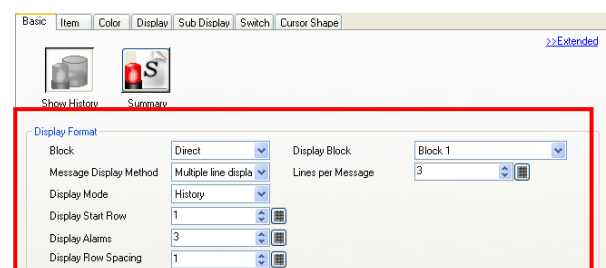 Basic Item Color Display Sub Display Switch Cursor Shape
>>Extended
Show History Summary
Display Format
Block Direct Display Block Block 1
Message Display Method Multiple line displa Lines per Message 3
Display Mode History
Display Start Row 1
Display Alarms 3
Display Row Spacing 1